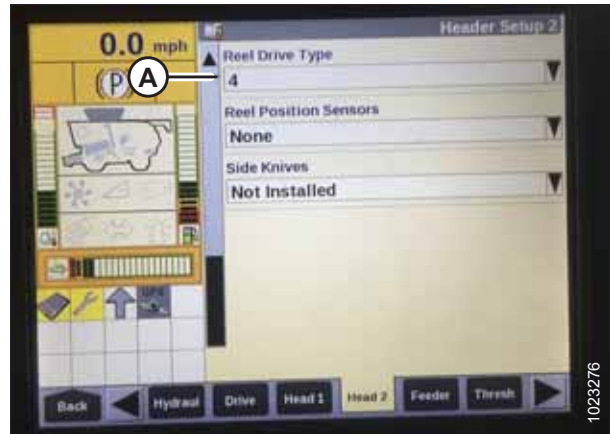 0.0 mph
(P)
Header Setup 2
A
Reel Drive Type
4
Reel Position Sensors
None
Side Knives
Not Installed
GPS
Back
Hydraul
Drive
Head 1
Head 2
Feeder
Thresh
1023276